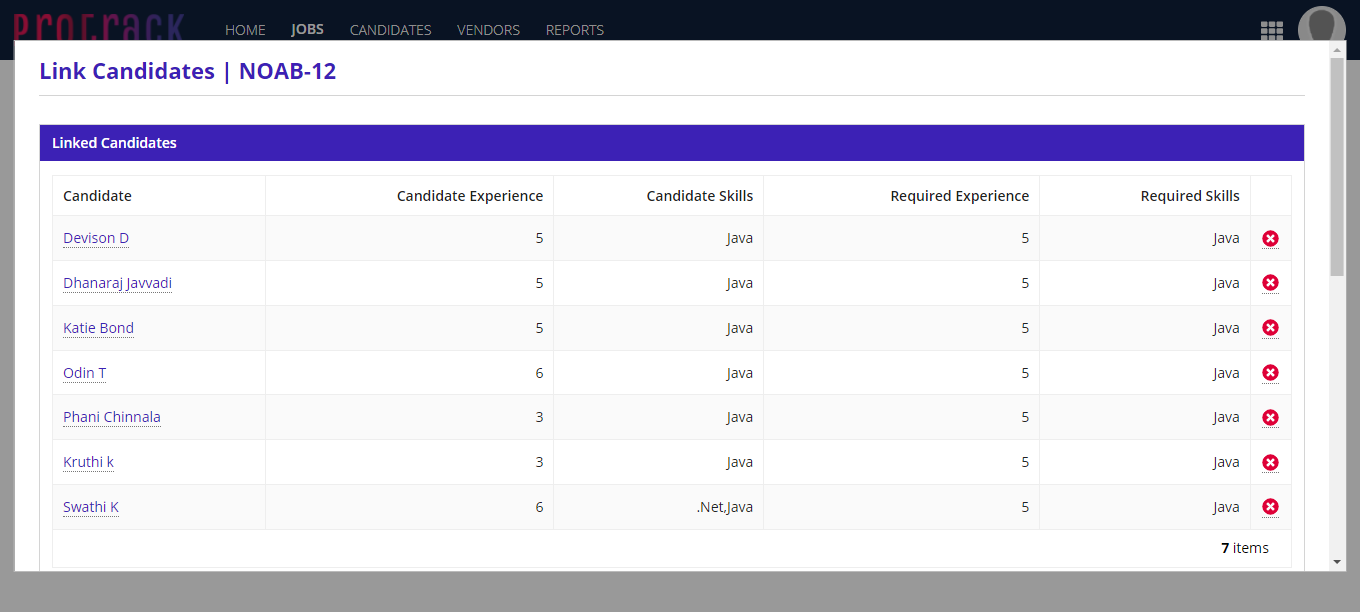 HOME JOBS CANDIDATES VENDORS REPORTS
Link Candidates | NOAB-12
Linked Candidates
Candidate Candidate Experience Candidate Skills Required Experience Required Skills
Devison D 5 Java 5 Java
Dhanaraj Javvadi 5 Java 5 Java
Katie Bond 5 Java 5 Java
Odin T 6 Java 5 Java
Phani Chinnala 3 Java 5 Java
Kruthi k 3 Java 5 Java
Swathi K 6 .Net,Java 5 Java
7 items